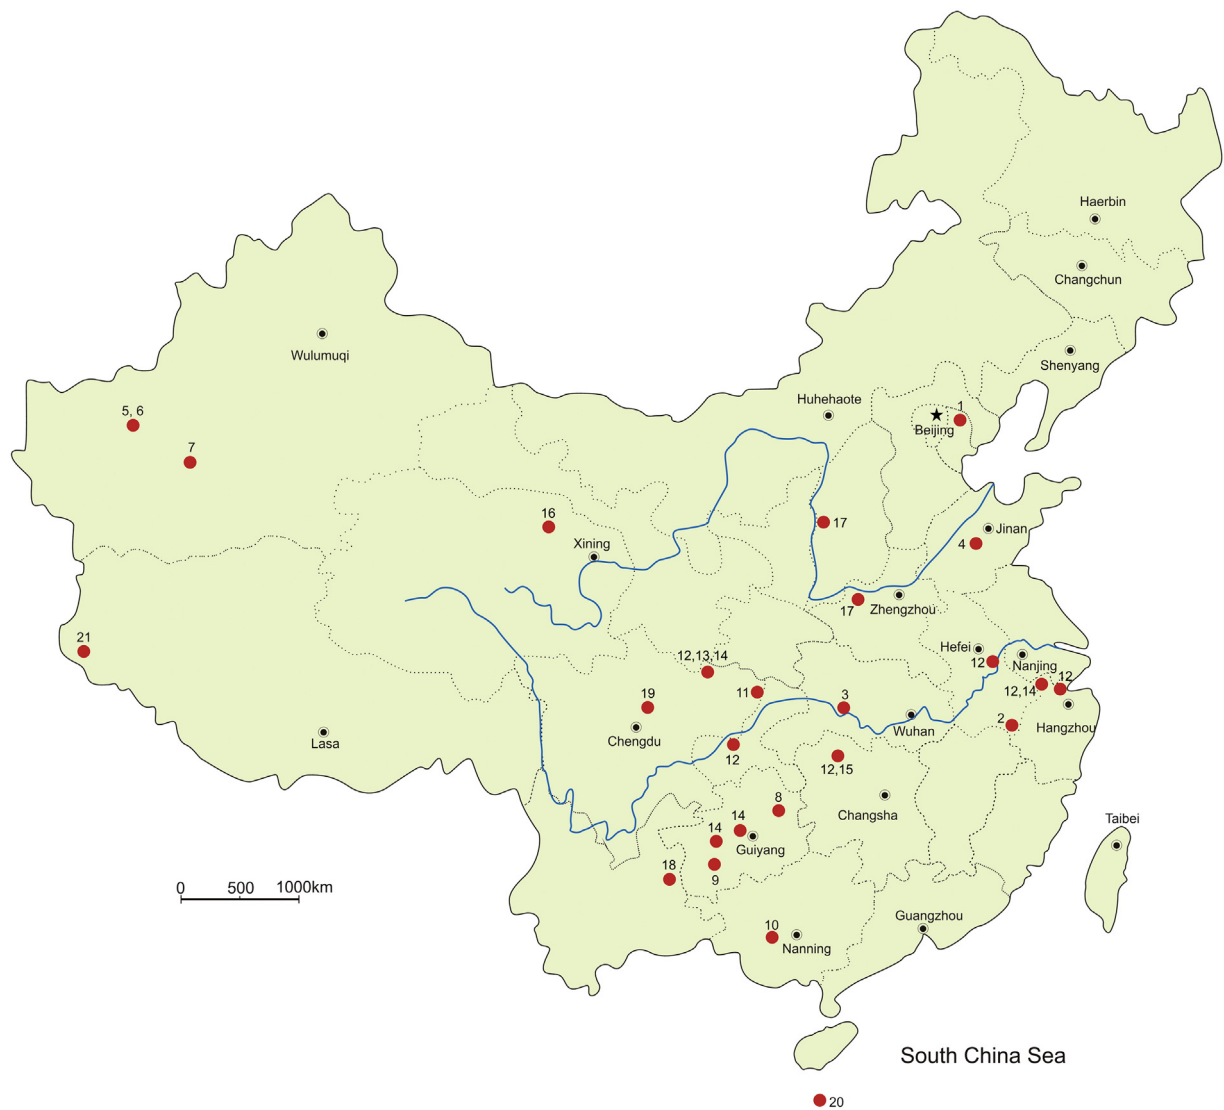 Haerbin
Changchun
Wulumuqi
Shenyang
Huhehaote
1
5, 6
Beijing
7
16
17
Jinan
Xining
4
Zhengzhou
17
21
Hefei
12,13,14
12
Nanjing
12
11
12,14
19
3
2
Hangzhou
Wuhan
Chengdu
Lasa
12
12,15
8
Changsha
14
14
Taibei
Guiyang
18
9
0 500 1000km
Guangzhou
10
Nanning
South China Sea
20